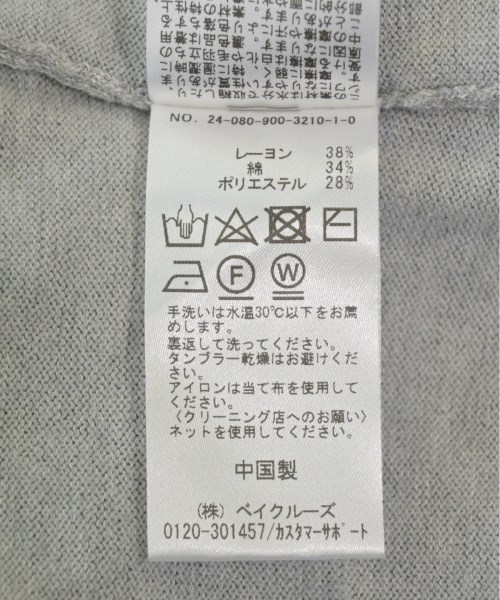 NO. 24-080-900-3210-1-0
レーヨン 38%
綿 34%
ポリエステル 28%
F W
手洗いは水温30℃以下をお薦
めします。
裏返して洗ってください。
タンブラー乾燥はお避けくだ
さい。
アイロンは当て布を使用して
ください。
〈クリーニング店へのお願い〉
ネットを使用してください。
中国製
(株) ベイクルーズ
0120-301457/カスタマーサポート